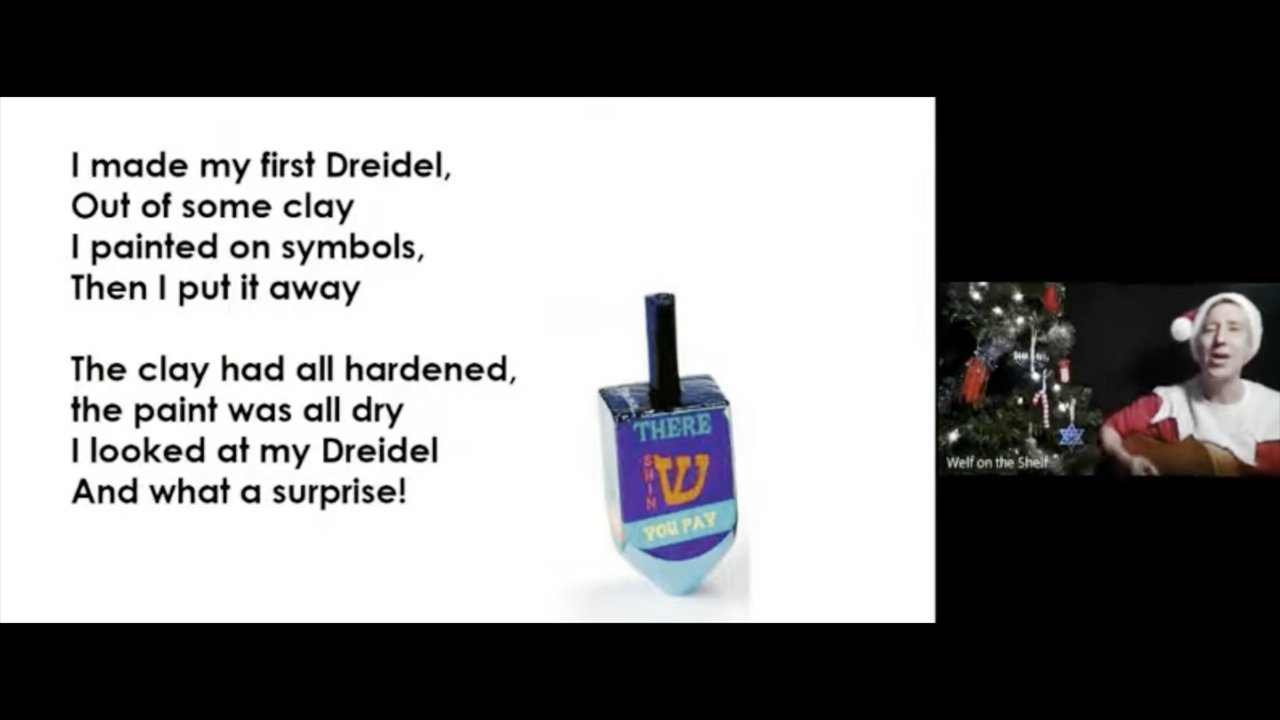 I made my first Dreidel,
Out of some clay
I painted on symbols,
Then I put it away
The clay had all hardened,
the paint was all dry
I looked at my Dreidel
And what a surprise!
THERE
SHIN
ש
YOU PAY
Welf on the Shelf